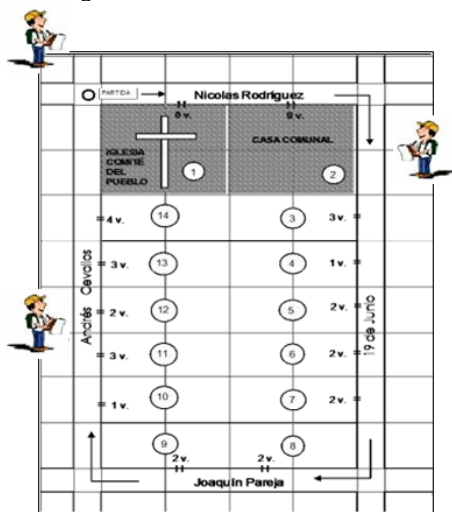 PARTIDA
Nicolas Rodríguez
0 v.
0 v.
IGLESIA
COMITÉ
DEL
PUEBLO
1
CASA COMUNAL
2
4 v.
14
3
3 v.
3 v.
13
4
1 v.
Andrés Cevallos
2 v.
12
5
2 v.
19 de Junio
3 v.
11
6
2 v.
1 v.
10
7
2 v.
9
8
2 v.
2 v.
Joaquín Pareja